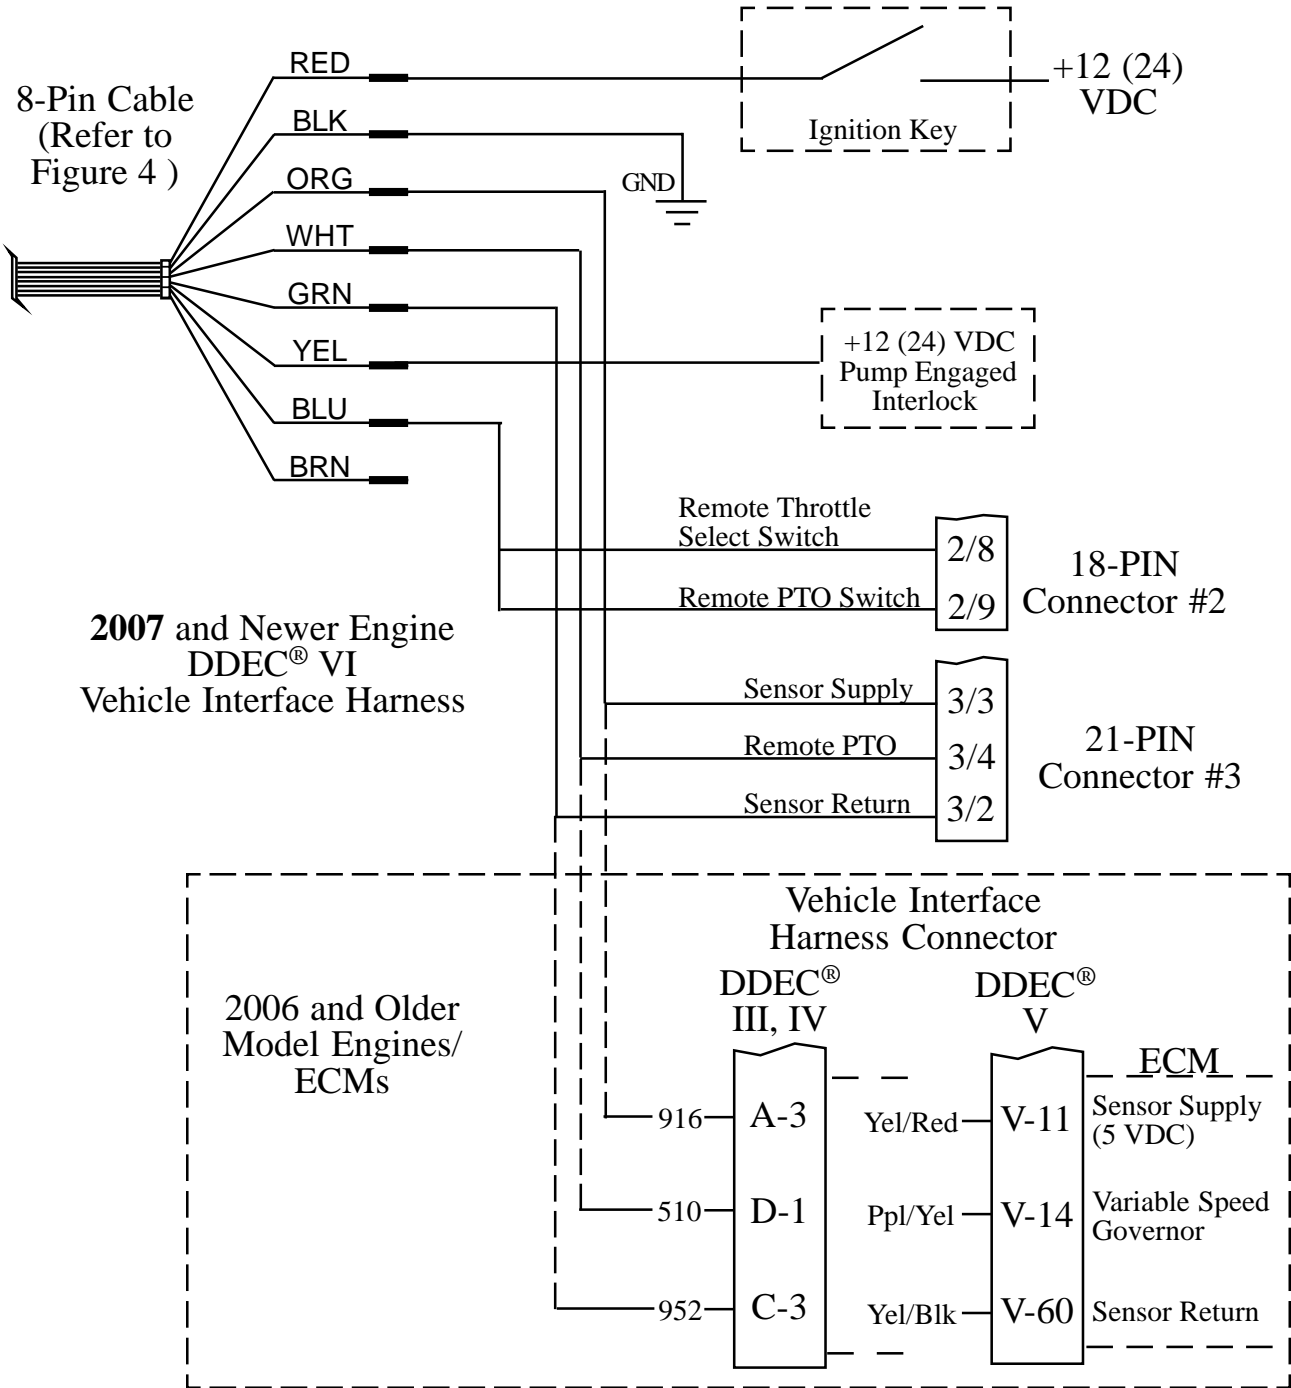 8-Pin Cable
(Refer to
Figure 4 )
RED
BLK
ORG
WHT
GRN
YEL
BLU
BRN
Ignition Key
+12 (24)
VDC
GND
+12 (24) VDC
Pump Engaged
Interlock
Remote Throttle
Select Switch
Remote PTO Switch
2/8
2/9
18-PIN
Connector #2
2007 and Newer Engine
DDEC® VI
Vehicle Interface Harness
Sensor Supply
Remote PTO
Sensor Return
3/3
3/4
3/2
21-PIN
Connector #3
Vehicle Interface
Harness Connector
2006 and Older
Model Engines/
ECMs
DDEC®
III, IV
DDEC®
V
ECM
916
A-3
Yel/Red
V-11
Sensor Supply
(5 VDC)
510
D-1
Ppl/Yel
V-14
Variable Speed
Governor
952
C-3
Yel/Blk
V-60
Sensor Return